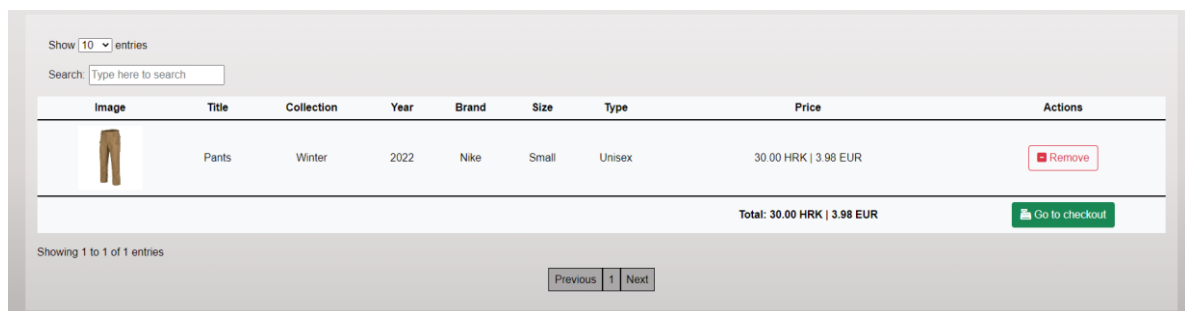 Show 10 entries
Search: Type here to search
Image Title Collection Year Brand Size Type Price Actions
Pants Winter 2022 Nike Small Unisex 30.00 HRK | 3.98 EUR Remove
Total: 30.00 HRK | 3.98 EUR Go to checkout
Showing 1 to 1 of 1 entries
Previous 1 Next